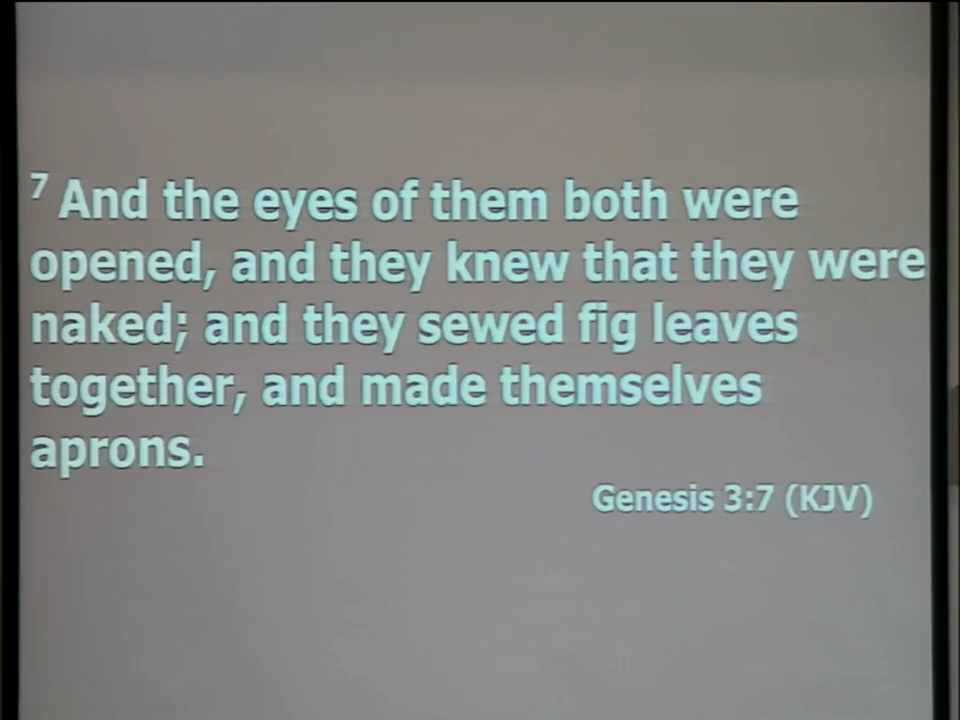 7 And the eyes of them both were
opened, and they knew that they were
naked; and they sewed fig leaves
together, and made themselves
aprons.
Genesis 3:7 (KJV)